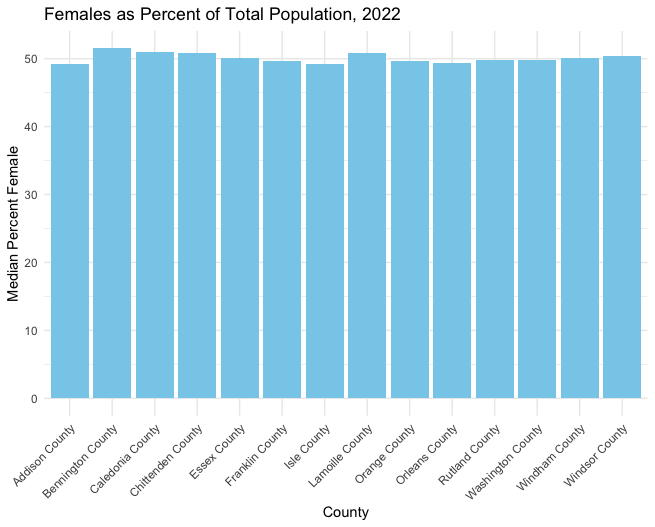 Females as Percent of Total Population, 2022
Median Percent Female
50
40
30
20
10
0
Addison County
Bennington County
Caledonia County
Chittenden County
Essex County
Franklin County
Isle County
Lamoille County
Orange County
Orleans County
Rutland County
Washington County
Windham County
Windsor County
County